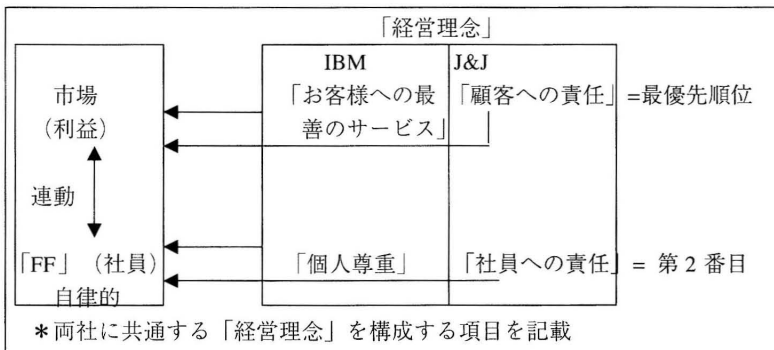 「経営理念」
IBM J&J
市場 「お客様への最 「顧客への責任」=最優先順位
（利益） 善のサービス」
連動
「FF」（社員） 「個人尊重」 「社員への責任」= 第2番目
自律的
＊両社に共通する「経営理念」を構成する項目を記載